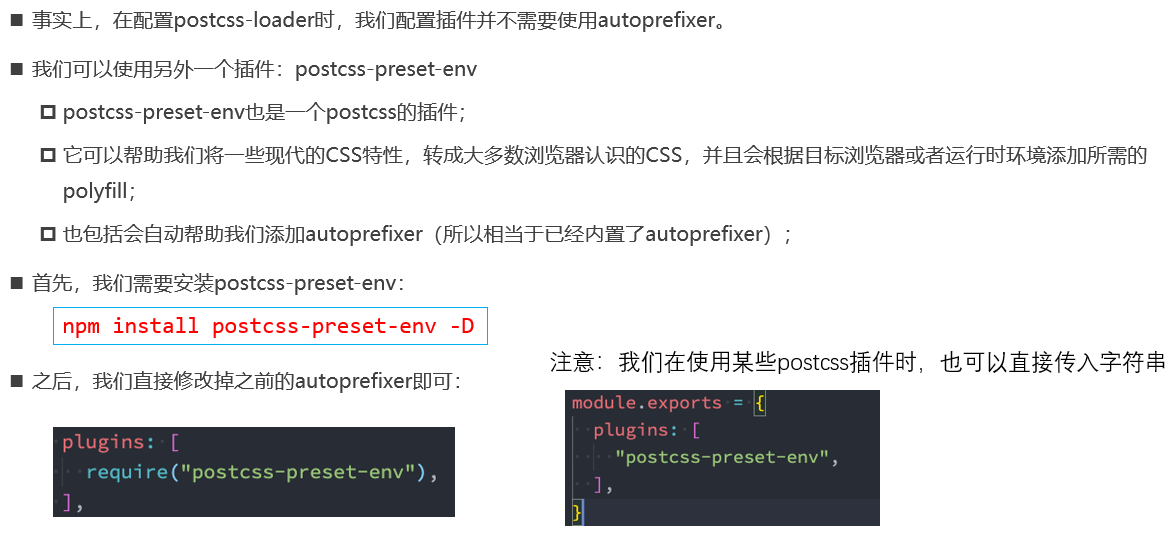 事实上，在配置postcss-loader时，我们配置插件并不需要使用autoprefixer。
我们可以使用另外一个插件：postcss-preset-env
postcss-preset-env也是一个postcss的插件；
它可以帮助我们将一些现代的CSS特性，转成大多数浏览器认识的CSS，并且会根据目标浏览器或者运行时环境添加所需的
polyfill；
也包括会自动帮助我们添加autoprefixer（所以相当于已经内置了autoprefixer）；
首先，我们需要安装postcss-preset-env：
npm install postcss-preset-env -D
之后，我们直接修改掉之前的autoprefixer即可：
plugins: [
require("postcss-preset-env"),
],
注意：我们在使用某些postcss插件时，也可以直接传入字符串
module.exports = {
plugins: [
"postcss-preset-env",
],
}